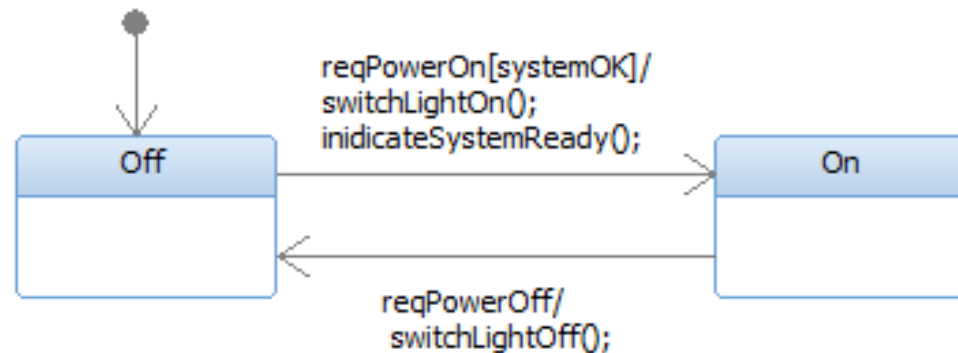 reqPowerOn[systemOK]/
switchLightOn();
inidicateSystemReady();
Off
On
reqPowerOff/
switchLightOff();